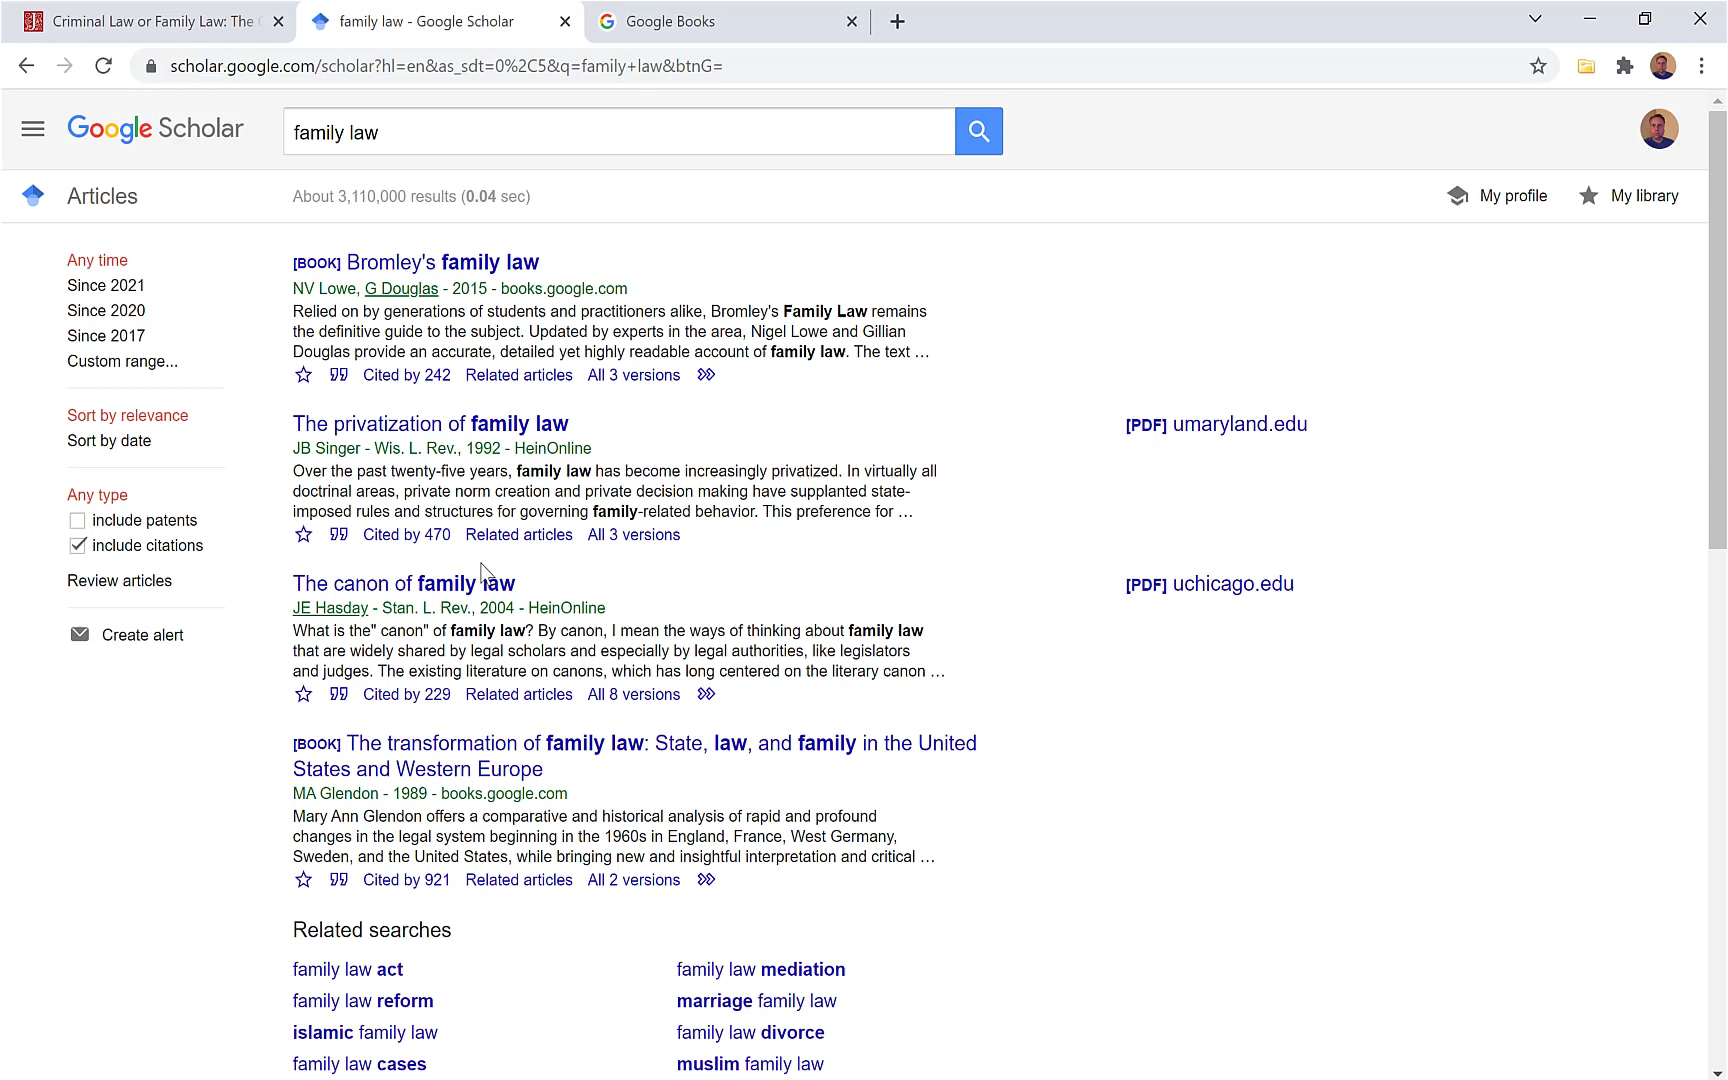 Criminal Law or Family Law: The
family law - Google Scholar
Google Books
scholar.google.com/scholar?hl=en&as_sdt=0%2C5&q=family+law&btnG=
Google Scholar
family law
Articles
About 3,110,000 results (0.04 sec)
My profile
My library
Any time
Since 2021
Since 2020
Since 2017
Custom range...
Sort by relevance
Sort by date
Any type
include patents
include citations
Review articles
Create alert
[BOOK] Bromley's family law
NV Lowe, G Douglas - 2015 - books.google.com
Relied on by generations of students and practitioners alike, Bromley's Family Law remains
the definitive guide to the subject. Updated by experts in the area, Nigel Lowe and Gillian
Douglas provide an accurate, detailed yet highly readable account of family law. The text …
Cited by 242 Related articles All 3 versions
The privatization of family law
[PDF] umaryland.edu
JB Singer - Wis. L. Rev., 1992 - HeinOnline
Over the past twenty-five years, family law has become increasingly privatized. In virtually all
doctrinal areas, private norm creation and private decision making have supplanted state-
imposed rules and structures for governing family-related behavior. This preference for …
Cited by 470 Related articles All 3 versions
The canon of family law
[PDF] uchicago.edu
JE Hasday - Stan. L. Rev., 2004 - HeinOnline
What is the" canon" of family law? By canon, I mean the ways of thinking about family law
that are widely shared by legal scholars and especially by legal authorities, like legislators
and judges. The existing literature on canons, which has long centered on the literary canon …
Cited by 229 Related articles All 8 versions
[BOOK] The transformation of family law: State, law, and family in the United
States and Western Europe
MA Glendon - 1989 - books.google.com
Mary Ann Glendon offers a comparative and historical analysis of rapid and profound
changes in the legal system beginning in the 1960s in England, France, West Germany,
Sweden, and the United States, while bringing new and insightful interpretation and critical …
Cited by 921 Related articles All 2 versions
Related searches
family law act
family law mediation
family law reform
marriage family law
islamic family law
family law divorce
family law cases
muslim family law